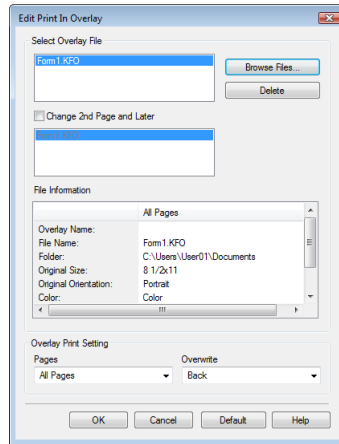 Edit Print In Overlay
Select Overlay File
Form1.KFO
Browse Files...
Delete
Change 2nd Page and Later
Form1.KFO
File Information
All Pages
Overlay Name:
File Name: Form1.KFO
Folder: C:\Users\User01\Documents
Original Size: 8 1/2x11
Original Orientation: Portrait
Color: Color
Overlay Print Setting
Pages Overwrite
All Pages Back
OK Cancel Default Help